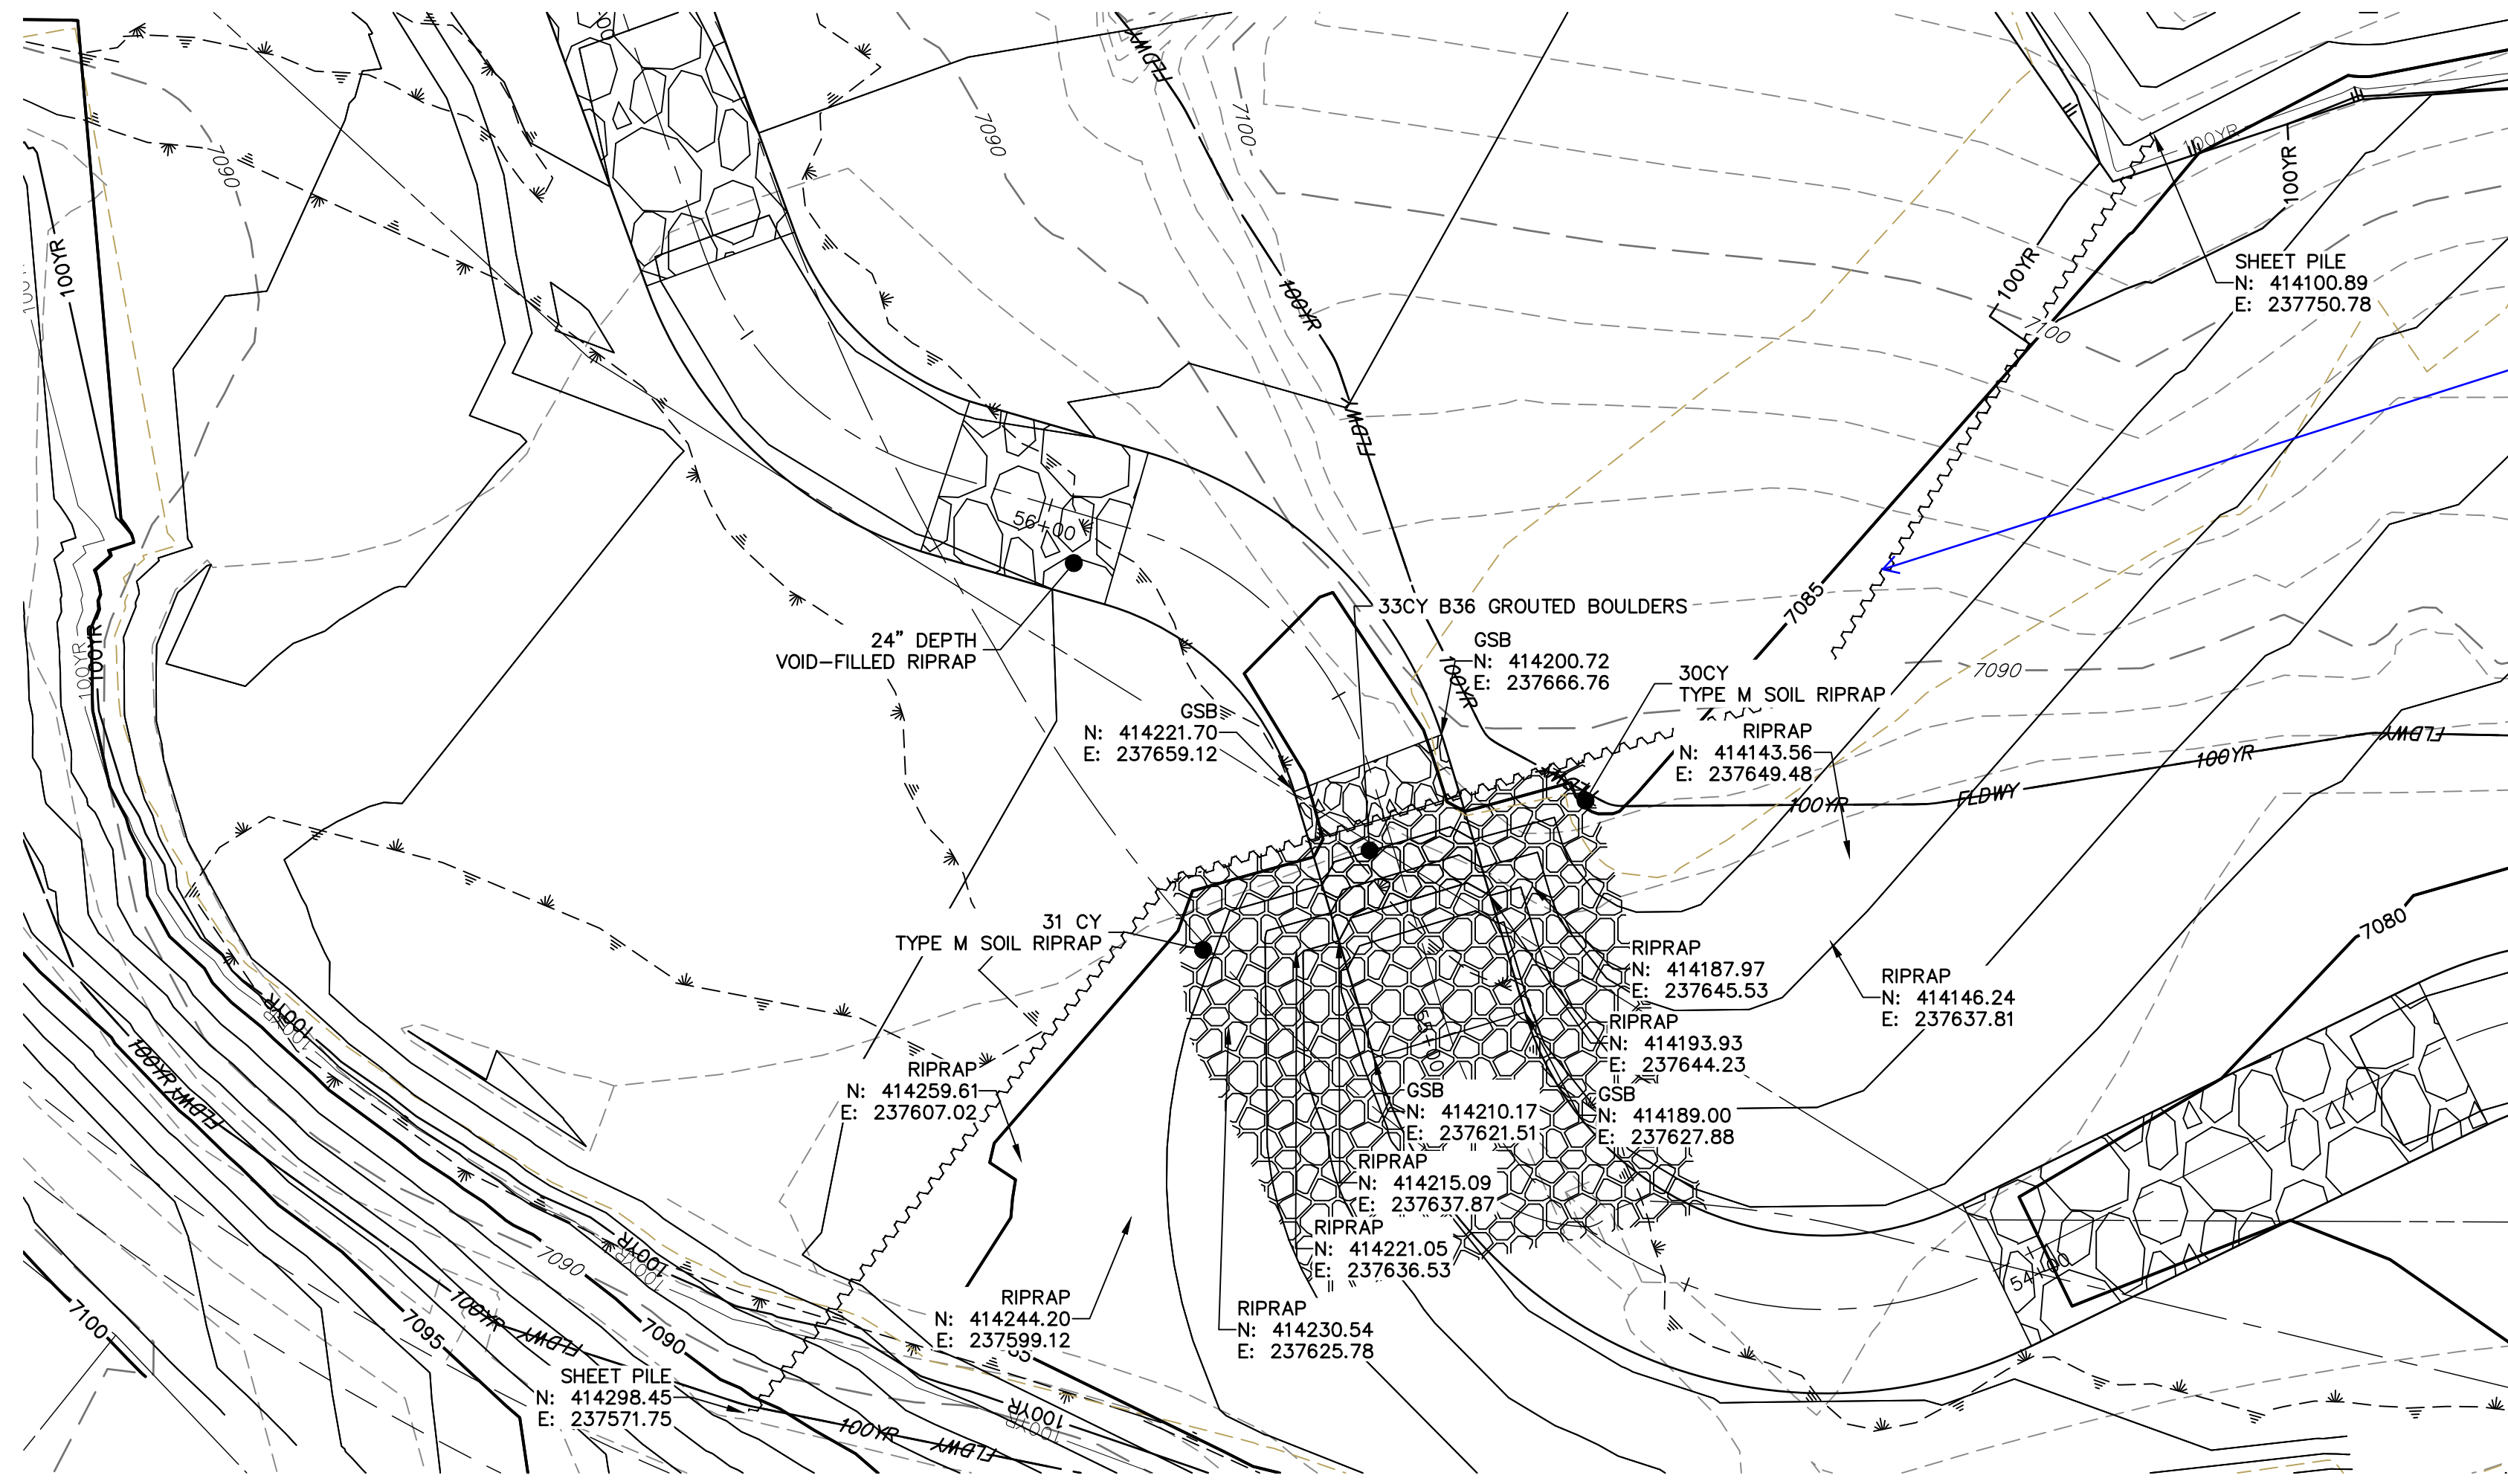 FLDWY
7090
7100
7090
100YR
100YR
100YR
100YR
100YR
100YR
SHEET PILE
N: 414100.89
E: 237750.78
7100
FLDWY
56+00
33CY B36 GROUTED BOULDERS
7085
24" DEPTH
VOID-FILLED RIPRAP
GSB
N: 414200.72
E: 237666.76
100YR
30CY
TYPE M SOIL RIPRAP
7090
100YR
100YR
GSB
N: 414221.70
E: 237659.12
RIPRAP
N: 414143.56
E: 237649.48
FLDWY
100YR
100YR
FLDWY
31 CY
TYPE M SOIL RIPRAP
7080
RIPRAP
N: 414187.97
E: 237645.53
RIPRAP
N: 414146.24
E: 237637.81
100YR
RIPRAP
N: 414193.93
E: 237644.23
100YR
FLDWY
RIPRAP
N: 414259.61
E: 237607.02
GSB
N: 414210.17
E: 237621.51
GSB
N: 414189.00
E: 237627.88
RIPRAP
N: 414215.09
E: 237637.87
RIPRAP
N: 414221.05
E: 237636.53
54+00
7090
100YR
100YR
RIPRAP
N: 414244.20
E: 237599.12
RIPRAP
N: 414230.54
E: 237625.78
7100
7095
100YR
FLDWY
7090
SHEET PILE
N: 414298.45
E: 237571.75
100YR
FLDWY
100YR
100YR